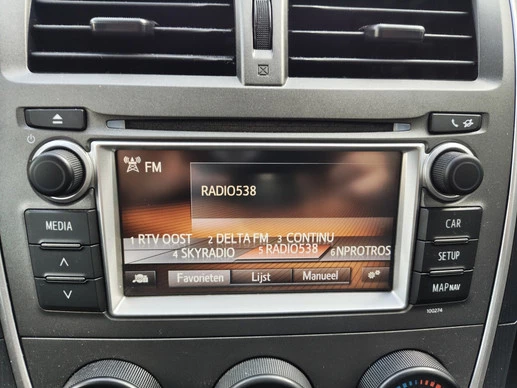 FM
RADIO538
1 RTV OOST 2 DELTA FM 3 CONTINU
4 SKYRADIO 5 RADIO538 6 NPROTROS
Favorieten Lijst Manueel
MEDIA
CAR
SETUP
MAP NAV
100274